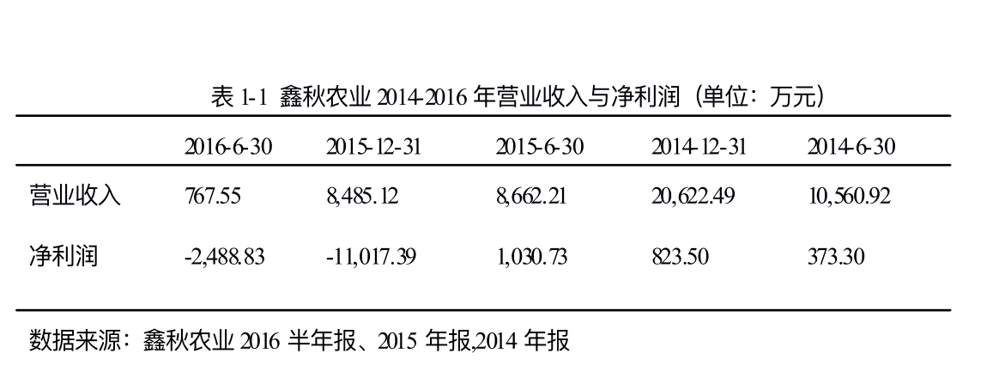 表 1-1 鑫秋农业 2014-2016 年营业收入与净利润（单位：万元）
2016-6-30 2015-12-31 2015-6-30 2014-12-31 2014-6-30
营业收入 767.55 8,485.12 8,662.21 20,622.49 10,560.92
净利润 -2,488.83 -11,017.39 1,030.73 823.50 373.30
数据来源：鑫秋农业 2016 半年报、2015 年报,2014 年报